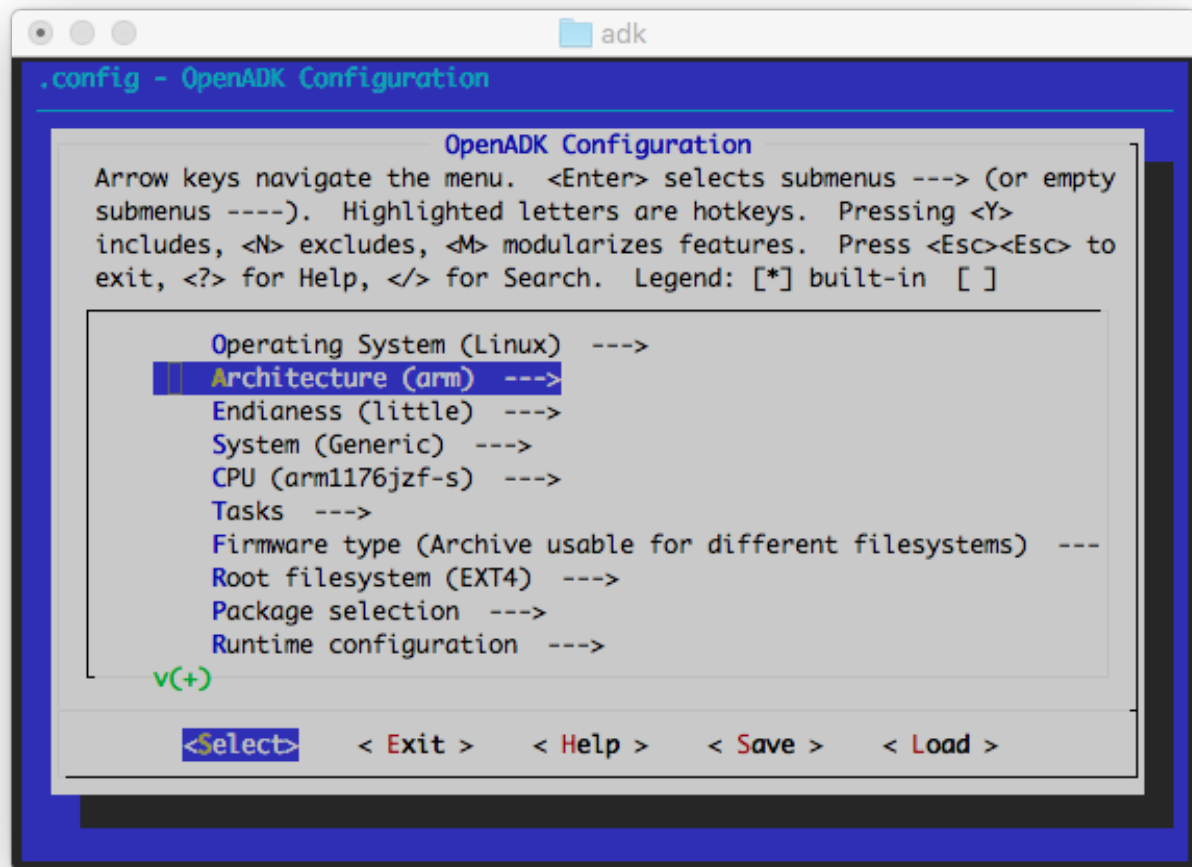 adk
.config - OpenADK Configuration
OpenADK Configuration
Arrow keys navigate the menu.  <Enter> selects submenus ---> (or empty
submenus ----).  Highlighted letters are hotkeys.  Pressing <Y>
includes, <N> excludes, <M> modularizes features.  Press <Esc><Esc> to
exit, <?> for Help, </> for Search.  Legend: [*] built-in  [ ]
Operating System (Linux)  --->
Architecture (arm)  --->
Endianess (little)  --->
System (Generic)  --->
CPU (arm1176jzf-s)  --->
Tasks  --->
Firmware type (Archive usable for different filesystems)  ---
Root filesystem (EXT4)  --->
Package selection  --->
Runtime configuration  --->
v(+)
<Select>    < Exit >    < Help >    < Save >    < Load >